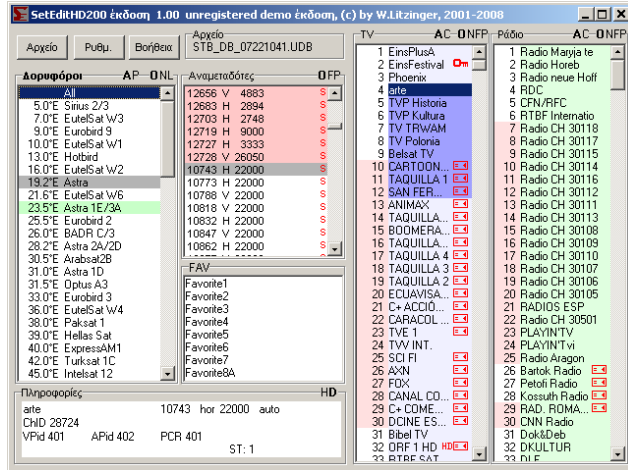 SetEditHD200 έκδοση 1.00 unregistered demo έκδοση, (c) by W.Litzinger, 2001-2008
Αρχείο
Ρυθμ.
Βοήθεια
Αρχείο
STB_DB_07221041.UDB
Δορυφόροι A P - O N L
All
5.0°E Sirius 2/3
7.0°E EutelSat W3
9.0°E Eurobird 9
10.0°E EutelSat W1
13.0°E Hotbird
16.0°E EutelSat W2
19.2°E Astra
21.6°E EutelSat W6
23.5°E Astra 1E/3A
25.5°E Eurobird 2
26.0°E BADR C/3
28.2°E Astra 2A/2D
30.5°E Arabsat2B
31.0°E Astra 1D
31.5°E Optus A3
33.0°E Eurobird 3
36.0°E EutelSat W4
38.0°E Paksat 1
39.0°E Hellas Sat
40.0°E ExpressAM1
42.0°E Turksat 1C
45.0°E Intelsat 12
Αναμεταδότες O F P
12656 V 4883 S
12683 H 2894 S
12703 H 2748 S
12719 H 9000 S
12727 H 3333 S
12728 V 26050 S
10743 H 22000 S
10773 H 22000 S
10788 V 22000 S
10818 V 22000 S
10832 H 22000 S
10847 V 22000 S
10862 H 22000 S
FAV
Favorite1
Favorite2
Favorite3
Favorite4
Favorite5
Favorite6
Favorite7
Favorite8A
Πληροφορίες HD-
arte 10743 hor 22000 auto
ChID 28724
VPid 401 APid 402 PCR 401
ST: 1
TV A C - O N F P
1 EinsPlusA
2 EinsFestival
3 Phoenix
4 arte
5 TVP Historia
6 TVP Kultura
7 TV TRWAM
8 TV Polonia
9 Belsat TV
10 CARTOON...
11 TAQUILLA 1
12 SAN FER...
13 ANIMAX
14 TAQUILLA...
15 BOOMERA...
16 TAQUILLA...
17 TAQUILLA 4
18 TAQUILLA 3
19 TAQUILLA 2
20 ECUAVISA...
21 C+ ACCIÓ...
22 CARACOL ...
23 TVE 1
24 TVV INT.
25 SCI FI
26 AXN
27 FOX
28 CANAL CO...
29 C+ COME...
30 DCINE ES...
31 Bibel TV
32 ORF 1 HD HD
33 RTBF SAT
Ράδιο A C - O N F P
1 Radio Maryja te
2 Radio Horeb
3 Radio neue Hoff
4 RDC
5 CFN/RFC
6 RTBF Internatio
7 Radio CH 30118
8 Radio CH 30117
9 Radio CH 30115
10 Radio CH 30114
11 Radio CH 30116
12 Radio CH 30112
13 Radio CH 30111
14 Radio CH 30113
15 Radio CH 30108
16 Radio CH 30109
17 Radio CH 30110
18 Radio CH 30107
19 Radio CH 30106
20 Radio CH 30105
21 RADIOS ESP
22 Radio CH 30501
23 PLAYIN'TV
24 PLAYIN'Tvi
25 Radio Aragon
26 Bartok Radio
27 Petofi Radio
28 Kossuth Radio
29 RAD. ROMA...
30 CNN Radio
31 Dok&Deb
32 DKULTUR
33 DLF